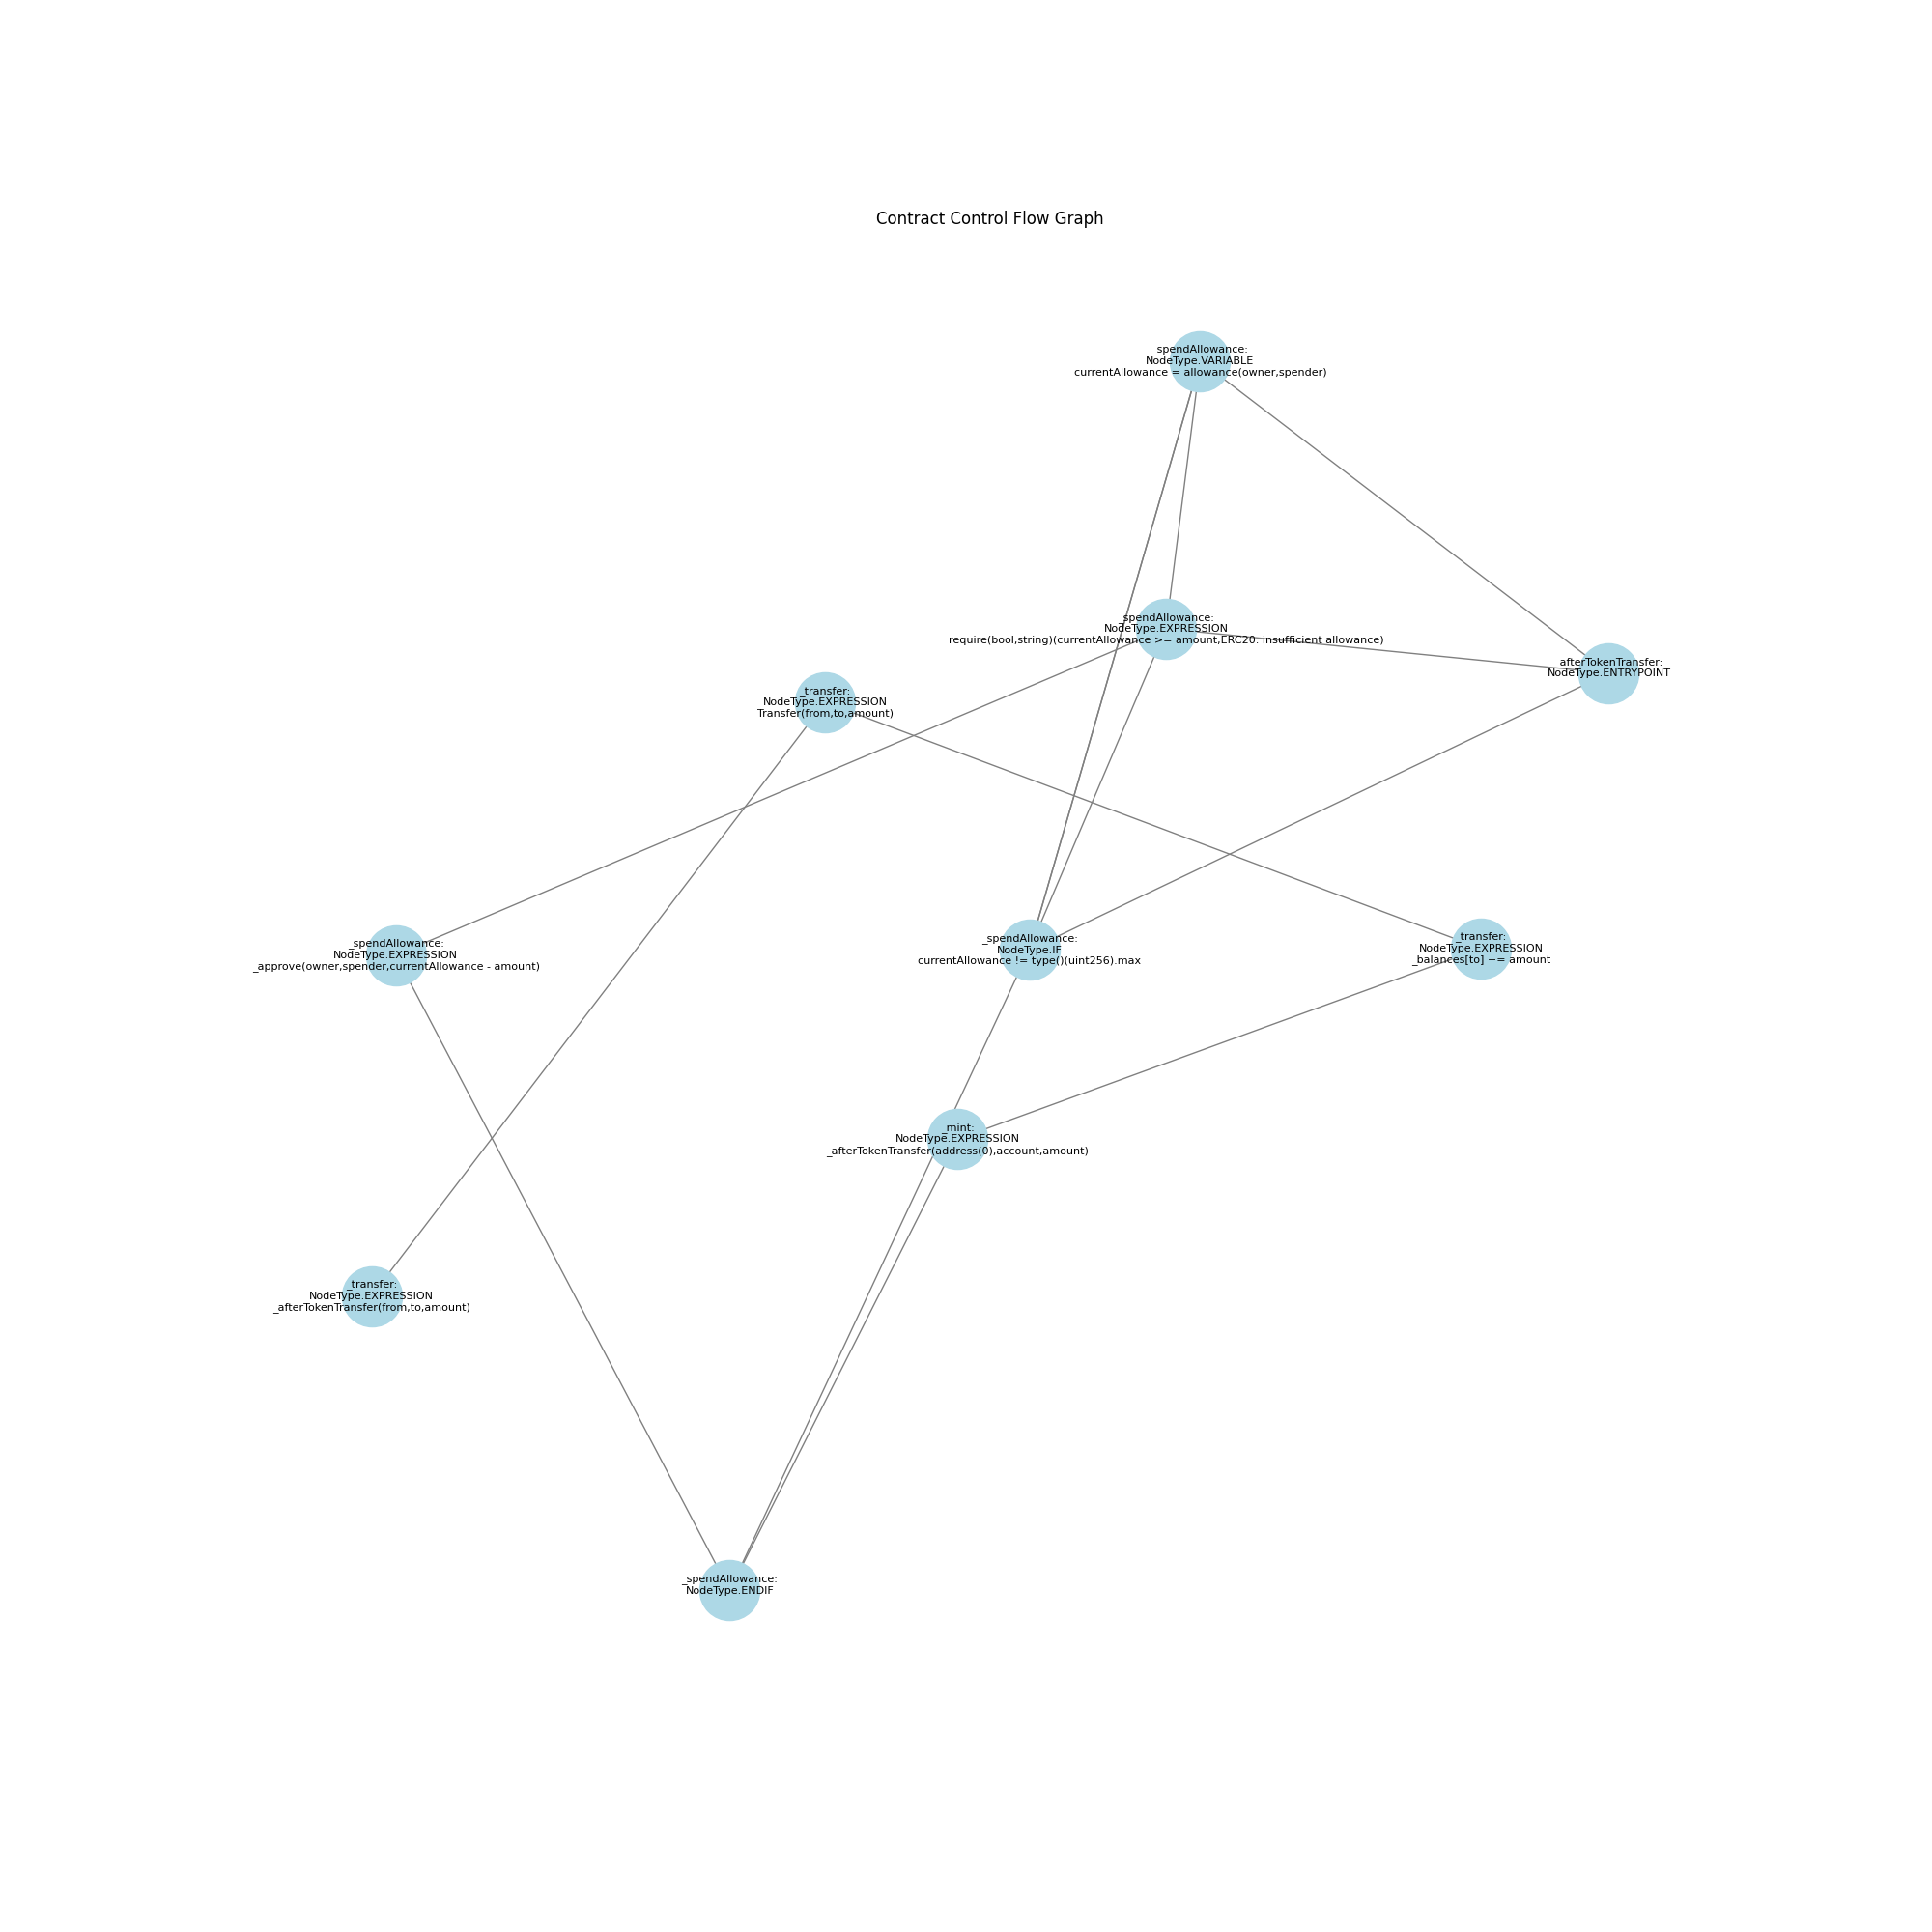 Contract Control Flow Graph
_spendAllowance:
NodeType.VARIABLE
currentAllowance = allowance(owner,spender)
_spendAllowance:
NodeType.EXPRESSION
require(bool,string)(currentAllowance >= amount,ERC20: insufficient allowance)
_afterTokenTransfer:
NodeType.ENTRYPOINT
_transfer:
NodeType.EXPRESSION
Transfer(from,to,amount)
_spendAllowance:
NodeType.EXPRESSION
_approve(owner,spender,currentAllowance - amount)
_spendAllowance:
NodeType.IF
currentAllowance != type()(uint256).max
_transfer:
NodeType.EXPRESSION
_balances[to] += amount
_mint:
NodeType.EXPRESSION
_afterTokenTransfer(address(0),account,amount)
_transfer:
NodeType.EXPRESSION
_afterTokenTransfer(from,to,amount)
_spendAllowance:
NodeType.ENDIF